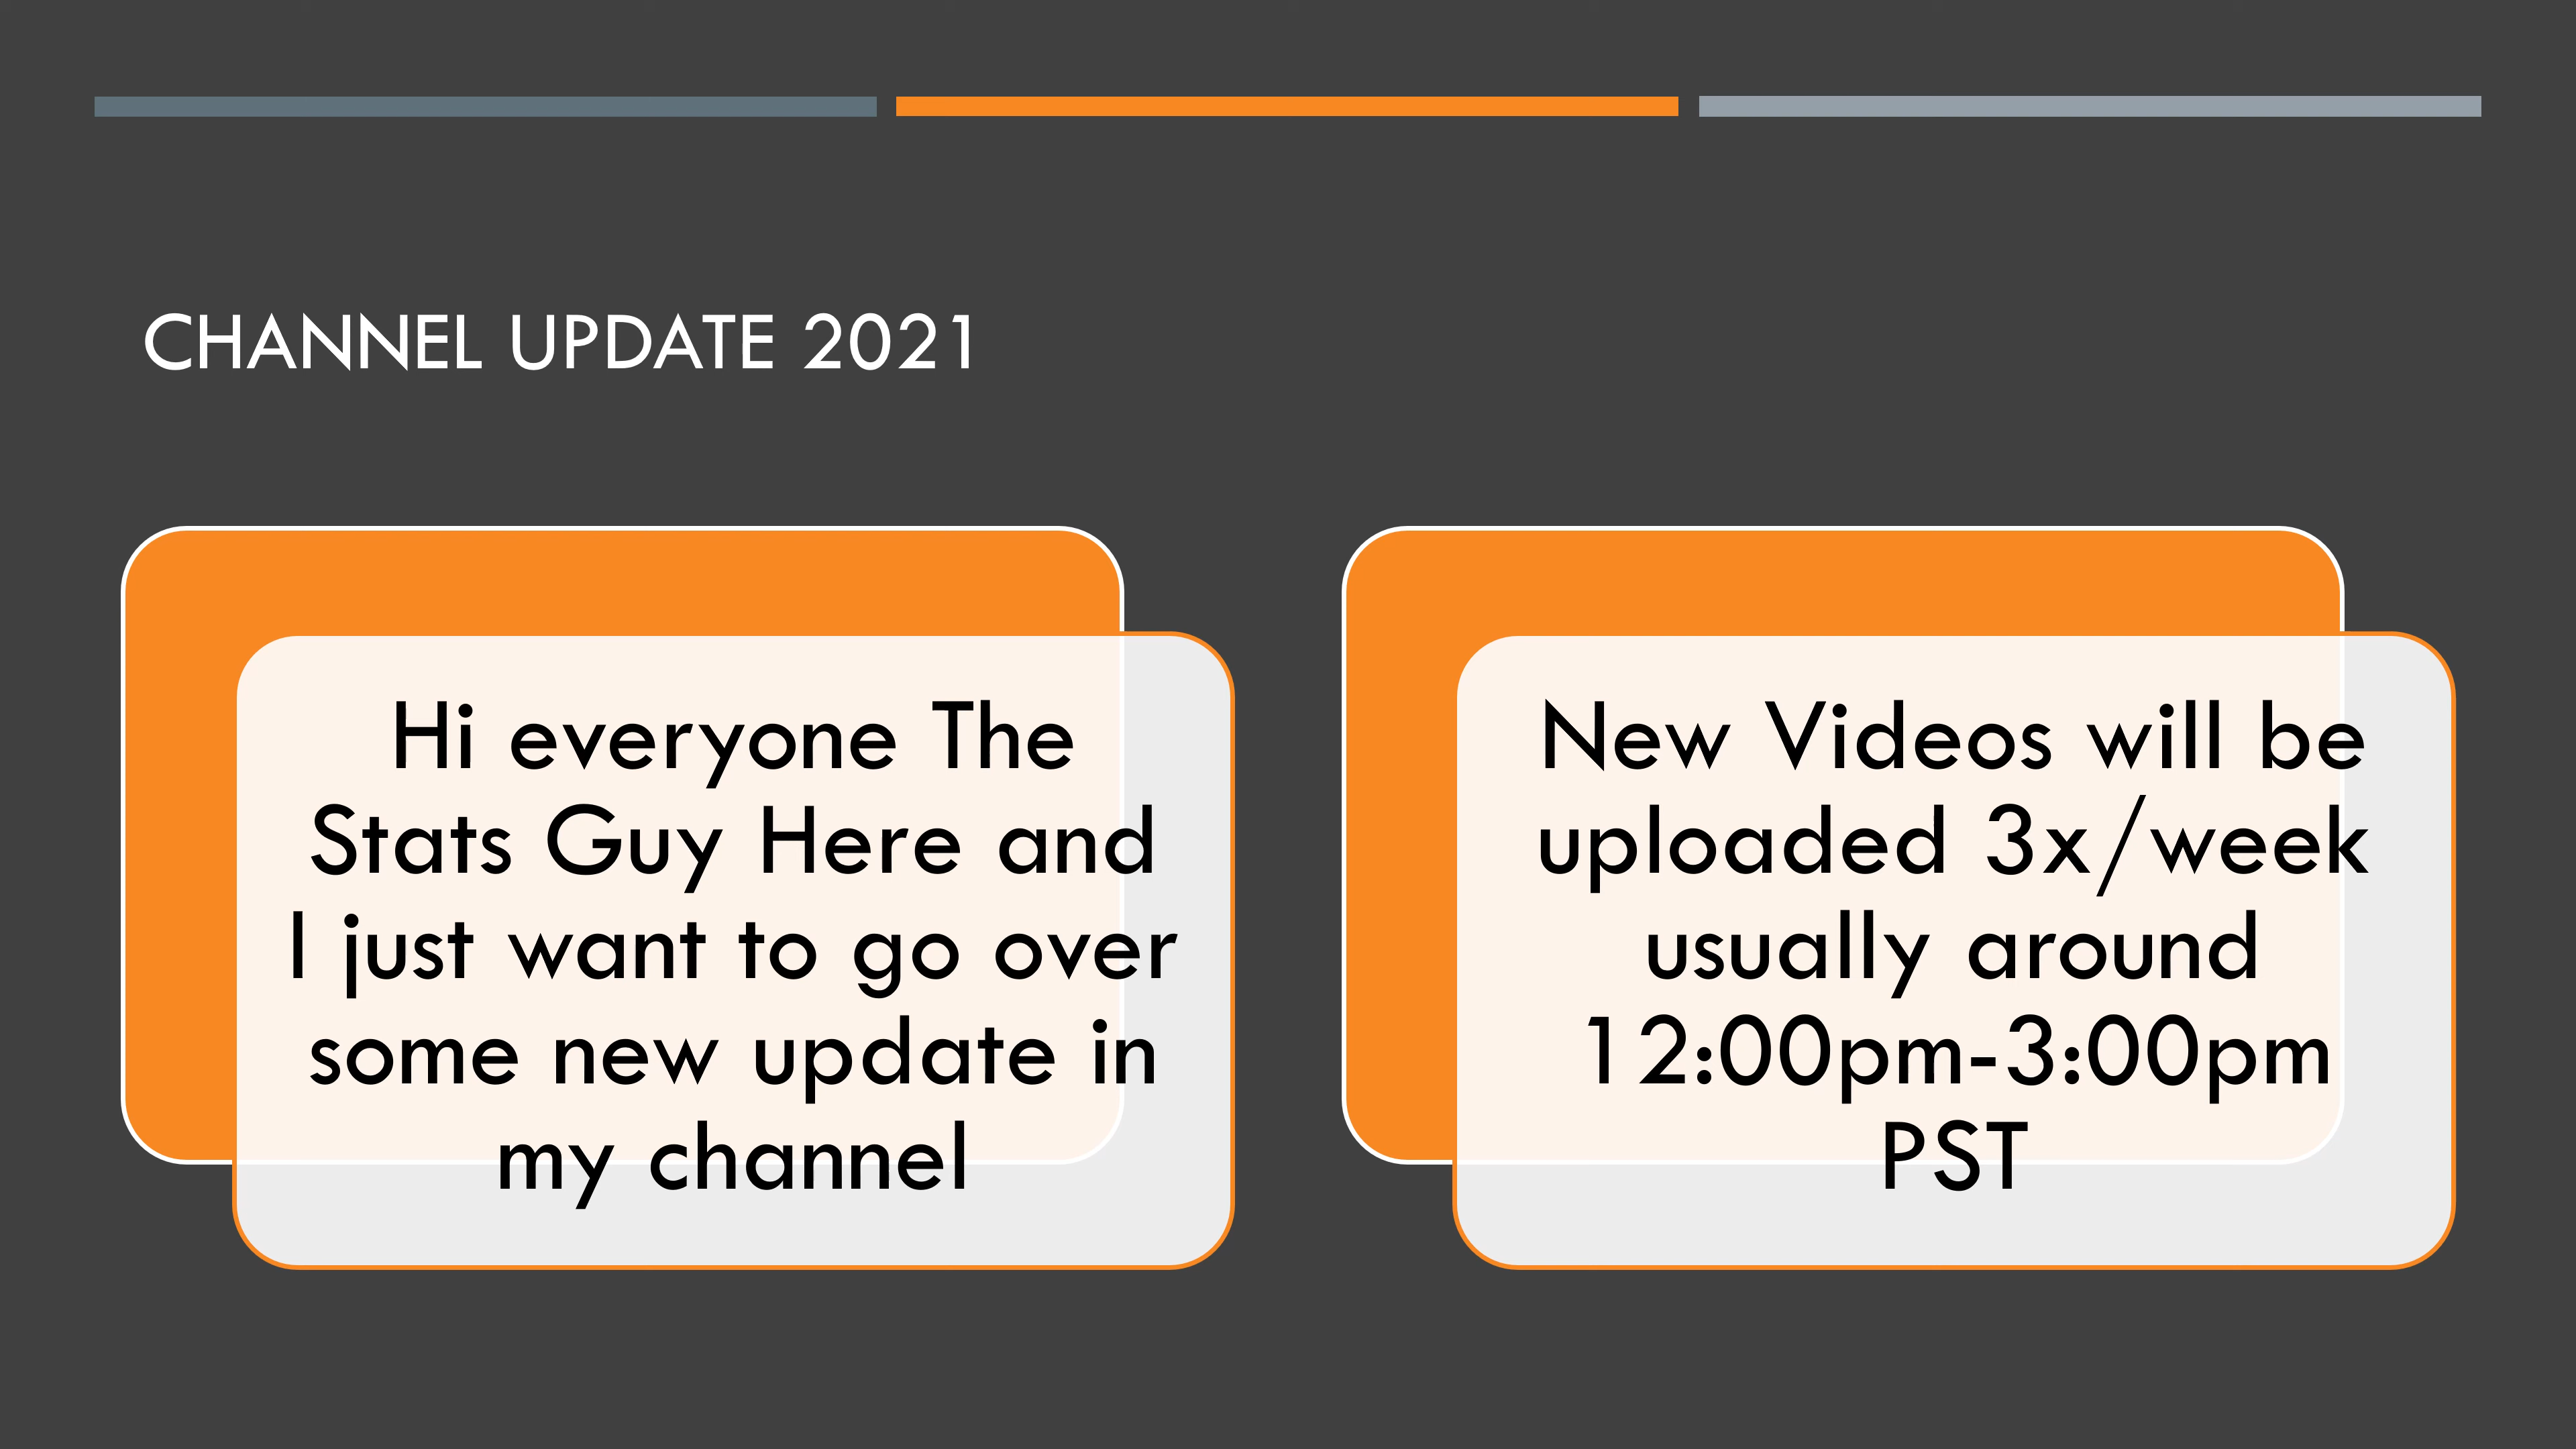 CHANNEL UPDATE 2021
Hi everyone The
Stats Guy Here and
I just want to go over
some new update in
my channel
New Videos will be
uploaded 3x/week
usually around
12:00pm-3:00pm
PST